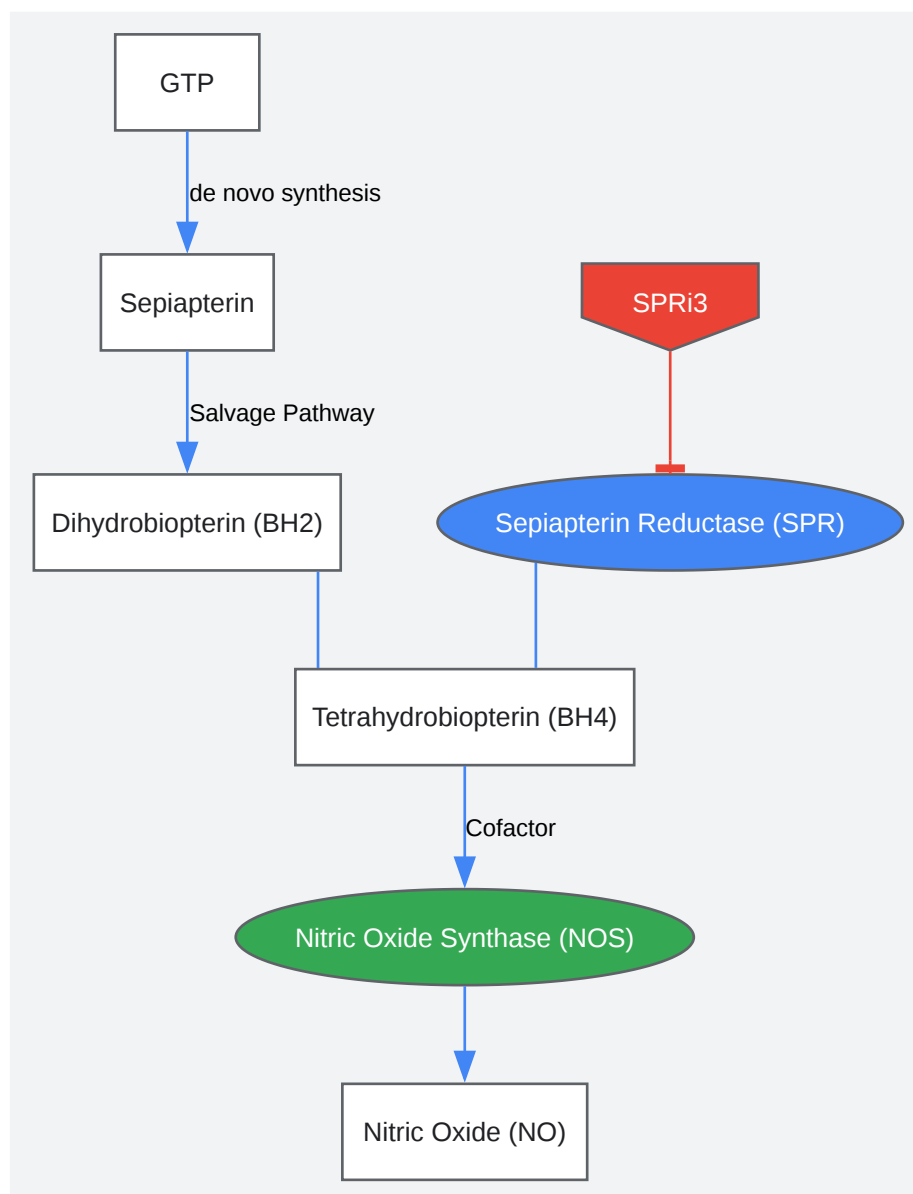 GTP
de novo synthesis
Sepiapterin
SPRi3
Salvage Pathway
Dihydrobiopterin (BH2)
Sepiapterin Reductase (SPR)
Tetrahydrobiopterin (BH4)
Cofactor
Nitric Oxide Synthase (NOS)
Nitric Oxide (NO)